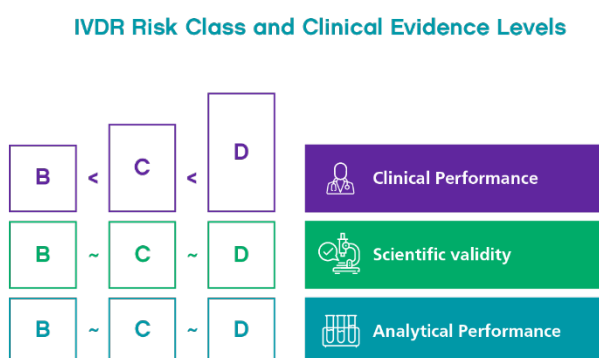 IVDR Risk Class and Clinical Evidence Levels
B < C < D Clinical Performance
B ~ C ~ D Scientific validity
B ~ C ~ D Analytical Performance